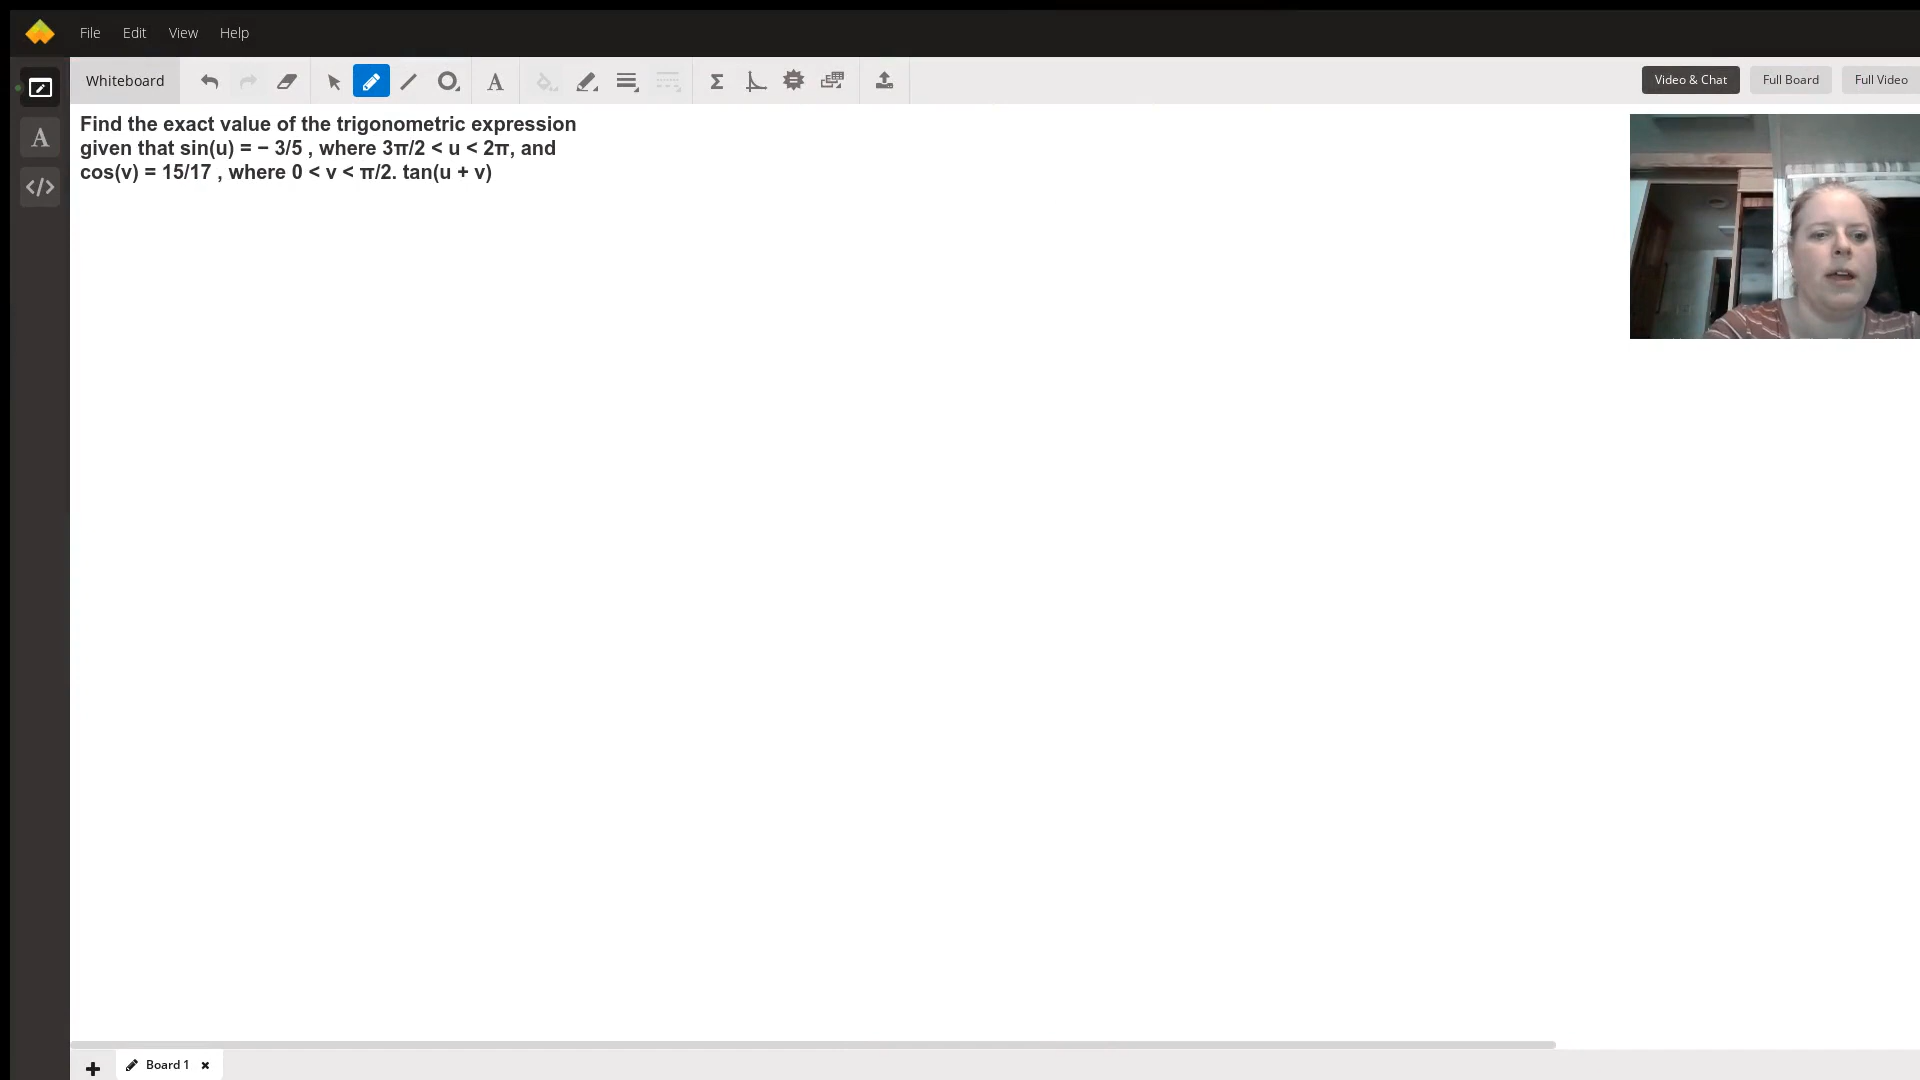 File Edit View Help
Whiteboard
A
Σ
Video & Chat
Full Board
Full Video
A
</>
Find the exact value of the trigonometric expression
given that sin(u) = − 3/5 , where 3π/2 < u < 2π, and
cos(v) = 15/17 , where 0 < v < π/2. tan(u + v)
Board 1